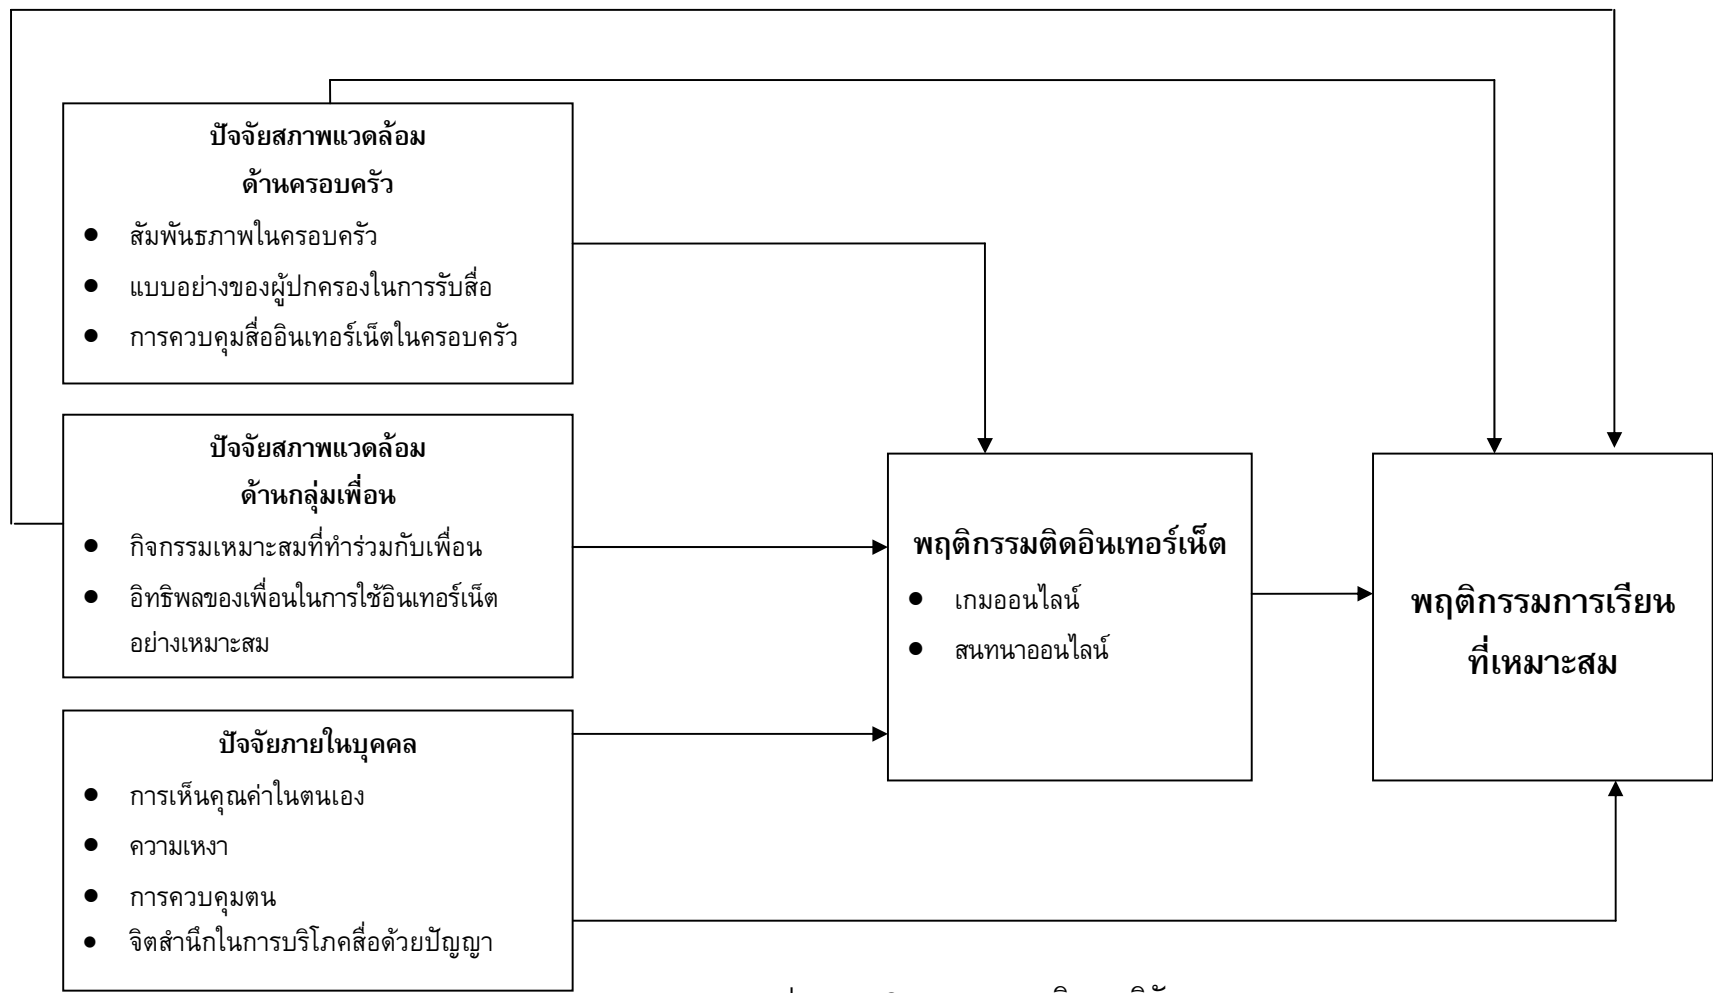 ปัจจัยสภาพแวดล้อม
ด้านครอบครัว
● สัมพันธภาพในครอบครัว
● แบบอย่างของผู้ปกครองในการรับสื่อ
● การควบคุมสื่ออินเทอร์เน็ตในครอบครัว
ปัจจัยสภาพแวดล้อม
ด้านกลุ่มเพื่อน
● กิจกรรมเหมาะสมที่ทำร่วมกับเพื่อน
● อิทธิพลของเพื่อนในการใช้อินเทอร์เน็ต
อย่างเหมาะสม
ปัจจัยภายในบุคคล
● การเห็นคุณค่าในตนเอง
● ความเหงา
● การควบคุมตน
● จิตสำนึกในการบริโภคสื่อด้วยปัญญา
พฤติกรรมติดอินเทอร์เน็ต
● เกมออนไลน์
● สนทนาออนไลน์
พฤติกรรมการเรียน
ที่เหมาะสม